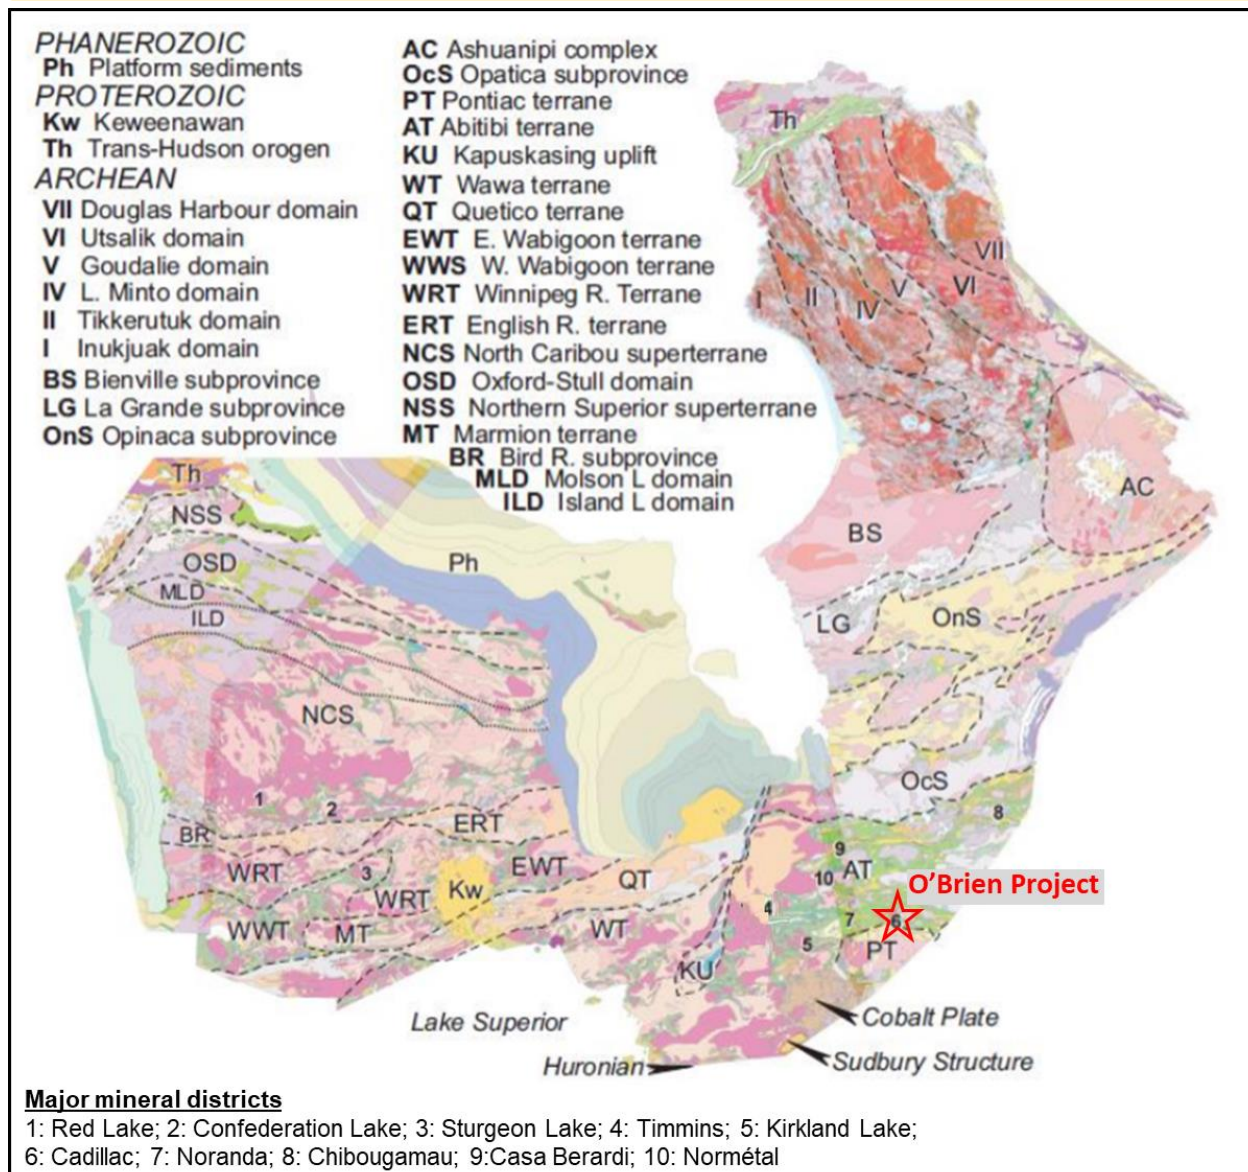 PHANEROZOIC
Ph Platform sediments
PROTEROZOIC
Kw Keweenawan
Th Trans-Hudson orogen
ARCHEAN
VII Douglas Harbour domain
VI Utsalik domain
V Goudalie domain
IV L. Minto domain
II Tikkerutuk domain
I Inukjuak domain
BS Bienville subprovince
LG La Grande subprovince
OnS Opinaca subprovince
AC Ashuanipi complex
OcS Opatica subprovince
PT Pontiac terrane
AT Abitibi terrane
KU Kapuskasing uplift
WT Wawa terrane
QT Quetico terrane
EWT E. Wabigoon terrane
WWS W. Wabigoon terrane
WRT Winnipeg R. Terrane
ERT English R. terrane
NCS North Caribou superterrane
OSD Oxford-Stull domain
NSS Northern Superior superterrane
MT Marmion terrane
BR Bird R. subprovince
MLD Molson L domain
ILD Island L domain
Th
VII
VI
V
I
II
IV
AC
BS
LG
OnS
OcS
Th
NSS
OSD
MLD
ILD
Ph
NCS
1
2
BR
ERT
WRT
3
WRT
Kw
EWT
QT
WWT
MT
WT
KU
8
9
AT
10
O'Brien Project
4
7
6
5
PT
Lake Superior
Cobalt Plate
Huronian
Sudbury Structure
Major mineral districts
1: Red Lake; 2: Confederation Lake; 3: Sturgeon Lake; 4: Timmins; 5: Kirkland Lake;
6: Cadillac; 7: Noranda; 8: Chibougamau; 9:Casa Berardi; 10: Normétal